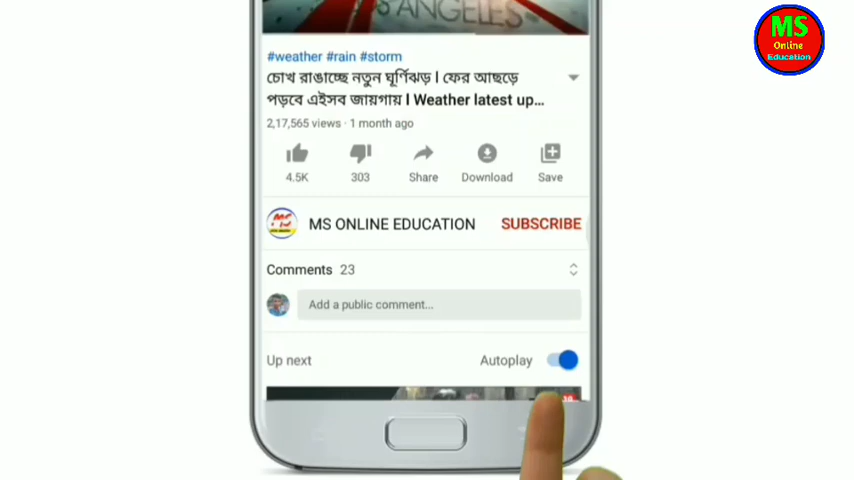 LOS ANGELES
MS
Online
Education
#weather #rain #storm
চোখ রাঙাচ্ছে নতুন ঘূর্ণিঝড় l ফের আছড়ে
পড়বে এইসব জায়গায় l Weather latest up...
2,17,565 views · 1 month ago
4.5K 303 Share Download Save
MS
MS ONLINE EDUCATION SUBSCRIBE
Comments 23
Add a public comment...
Up next Autoplay